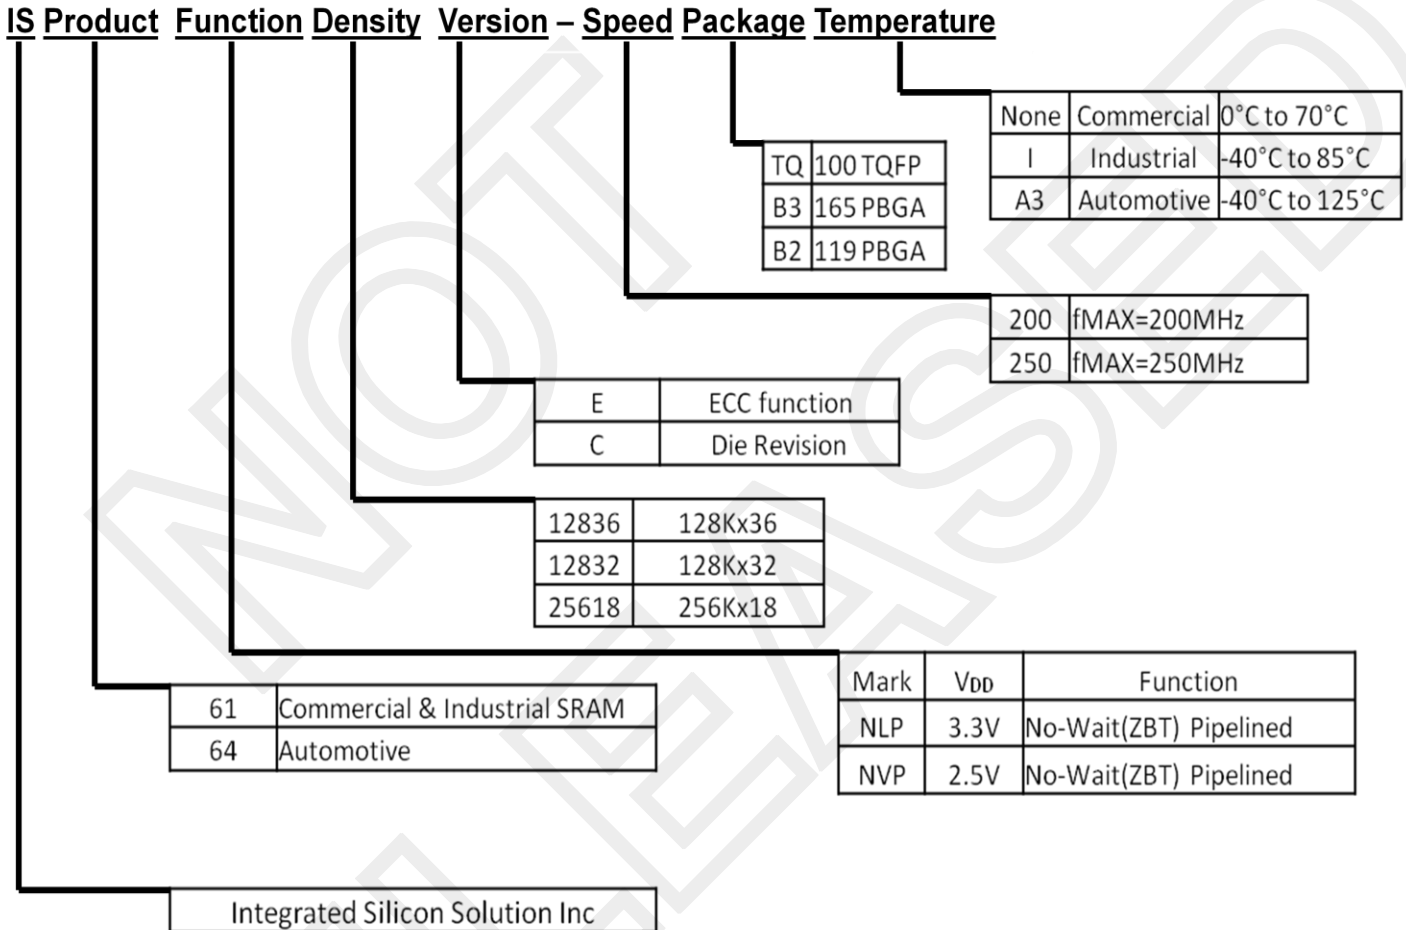 IS Product Function Density Version – Speed Package Temperature
None Commercial 0°C to 70°C
I Industrial -40°C to 85°C
A3 Automotive -40°C to 125°C
TQ 100 TQFP
B3 165 PBGA
B2 119 PBGA
200 fMAX=200MHz
250 fMAX=250MHz
E ECC function
C Die Revision
12836 128Kx36
12832 128Kx32
25618 256Kx18
Mark VDD Function
NLP 3.3V No-Wait(ZBT) Pipelined
NVP 2.5V No-Wait(ZBT) Pipelined
61 Commercial & Industrial SRAM
64 Automotive
Integrated Silicon Solution Inc
NOT
LEASED